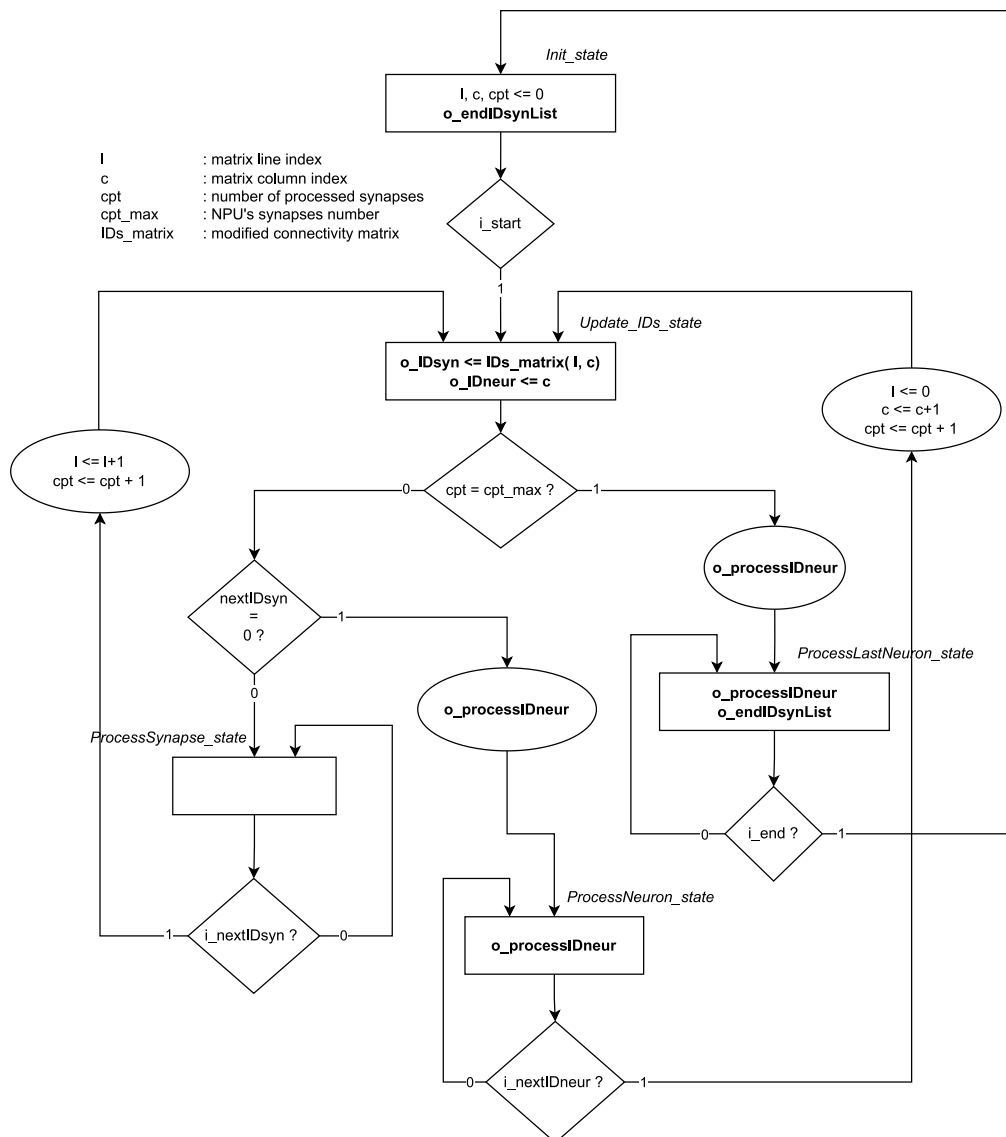 Init_state
l, c, cpt <= 0
o_endIDsynList
l : matrix line index
c : matrix column index
cpt : number of processed synapses
cpt_max : NPU's synapses number
IDs_matrix : modified connectivity matrix
i_start
1
Update_IDs_state
o_IDsyn <= IDs_matrix( l, c)
o_IDneur <= c
l <= 0
c <= c+1
cpt <= cpt + 1
l <= l+1
cpt <= cpt + 1
0
cpt = cpt_max ?
1
o_processIDneur
nextIDsyn
=
0 ?
1
0
o_processIDneur
ProcessLastNeuron_state
o_processIDneur
o_endIDsynList
ProcessSynapse_state
0
i_end ?
1
1
i_nextIDsyn ?
0
ProcessNeuron_state
o_processIDneur
0
i_nextIDneur ?
1